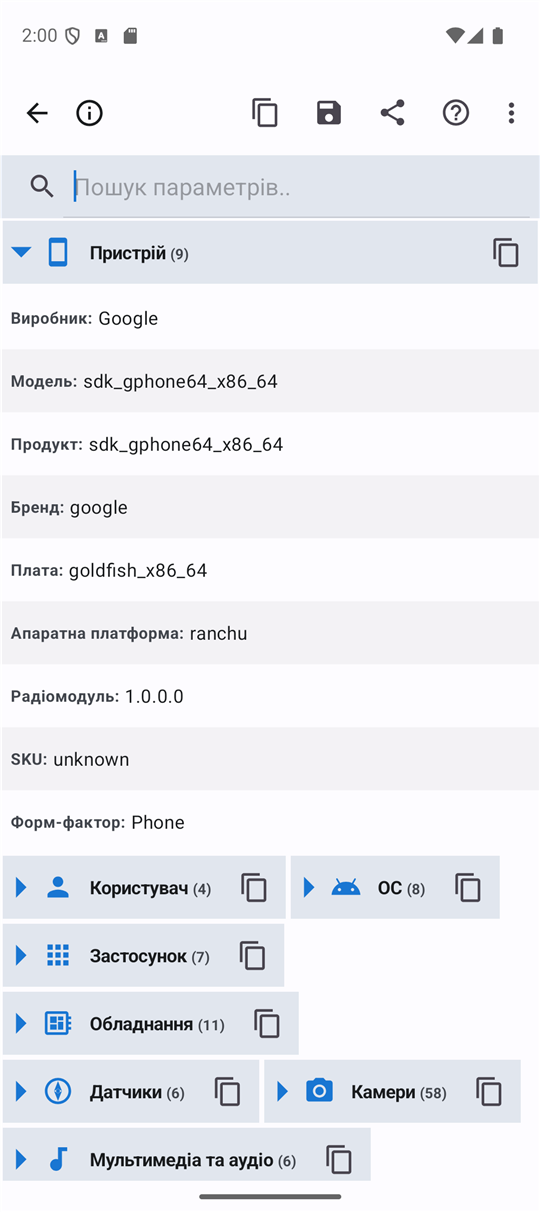 2:00
Пошук параметрів..
Пристрій (9)
Виробник: Google
Модель: sdk_gphone64_x86_64
Продукт: sdk_gphone64_x86_64
Бренд: google
Плата: goldfish_x86_64
Апаратна платформа: ranchu
Радіомодуль: 1.0.0.0
SKU: unknown
Форм-фактор: Phone
Користувач (4) ОС (8)
Застосунок (7)
Обладнання (11)
Датчики (6) Камери (58)
Мультимедіа та аудіо (6)